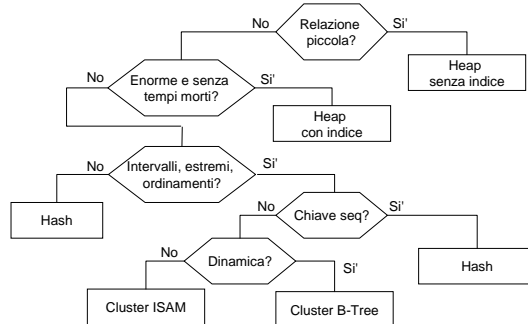 No
Relazione
piccola?
Si'
No
Enorme e senza
tempi morti?
Si'
Heap
senza indice
Heap
con indice
No
Intervalli, estremi,
ordinamenti?
Si'
Hash
No
Chiave seq?
Si'
No
Dinamica?
Si'
Hash
Cluster ISAM
Cluster B-Tree